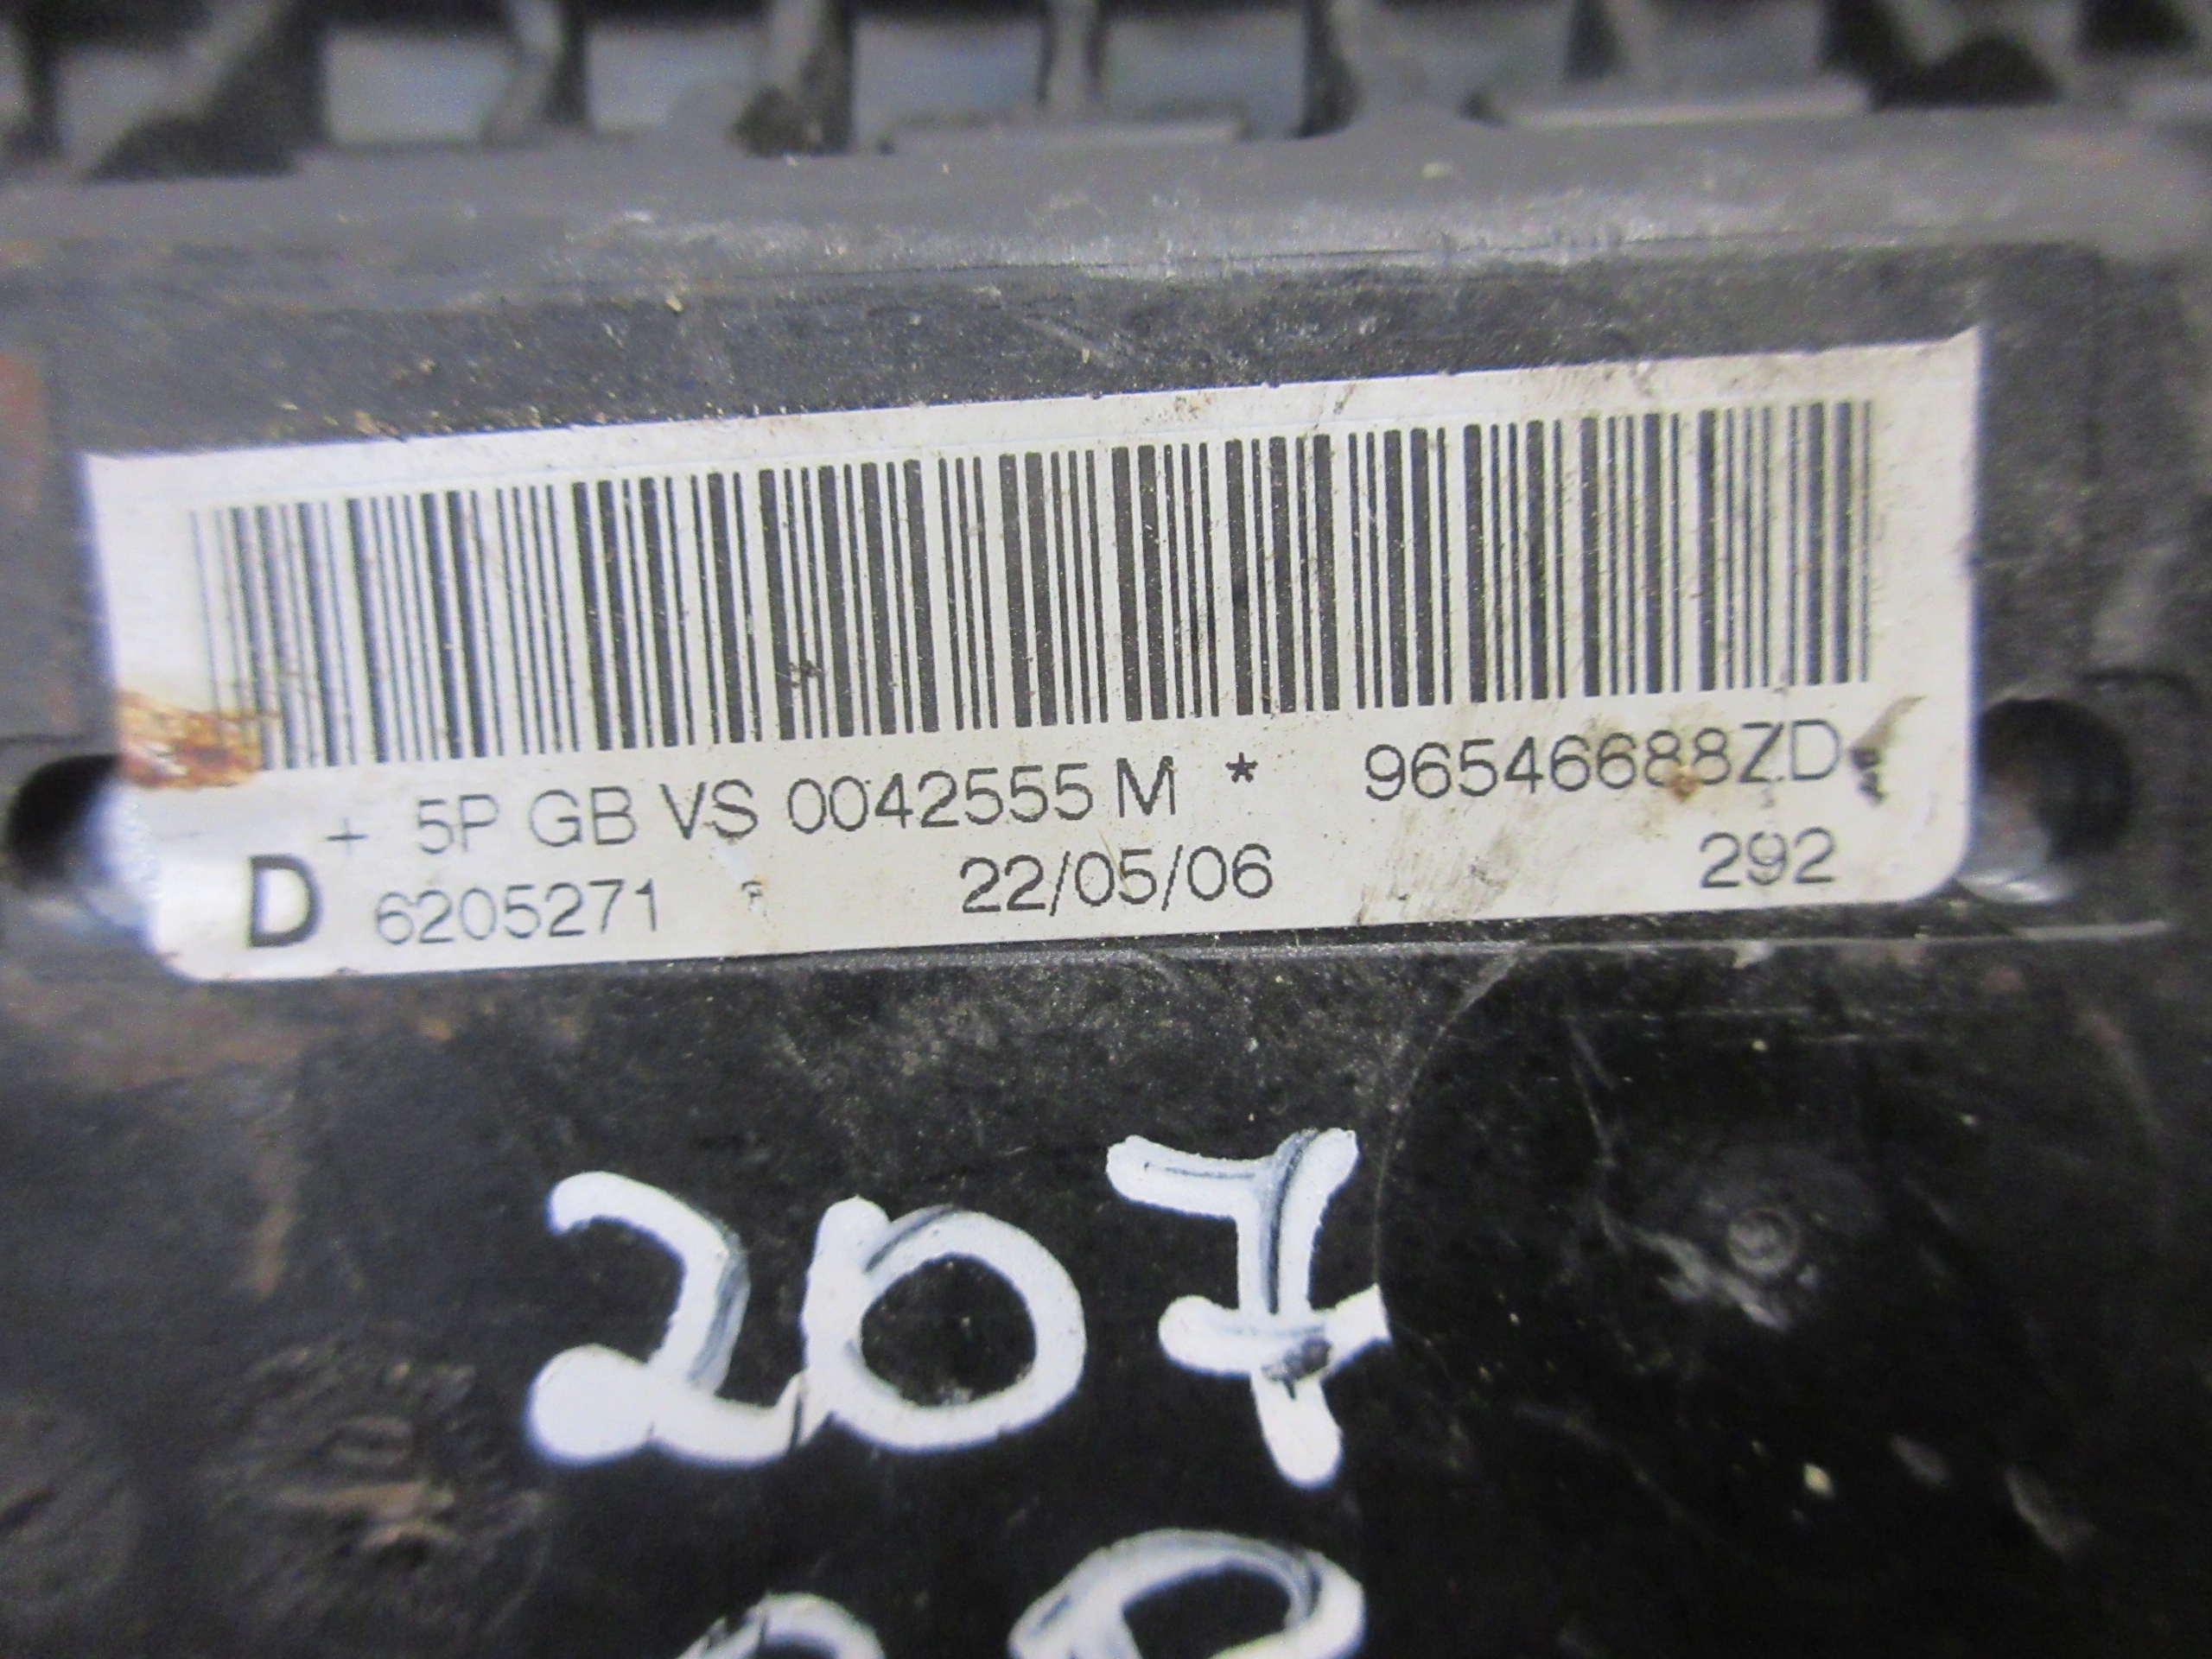 + 5P GB VS 0042555 M * 96546688ZD
D 6205271 22/05/06 292
207